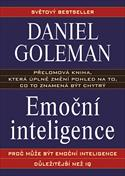 SVĚTOVÝ BESTSELLER
DANIEL
GOLEMAN
PŘELOMOVÁ KNIHA,
KTERÁ ÚPLNĚ ZMĚNÍ POHLED NA TO,
CO TO ZNAMENÁ BÝT CHYTRÝ
Emoční
inteligence
PROČ MŮŽE BÝT EMOČNÍ INTELIGENCE
DŮLEŽITĚJŠÍ NEŽ IQ